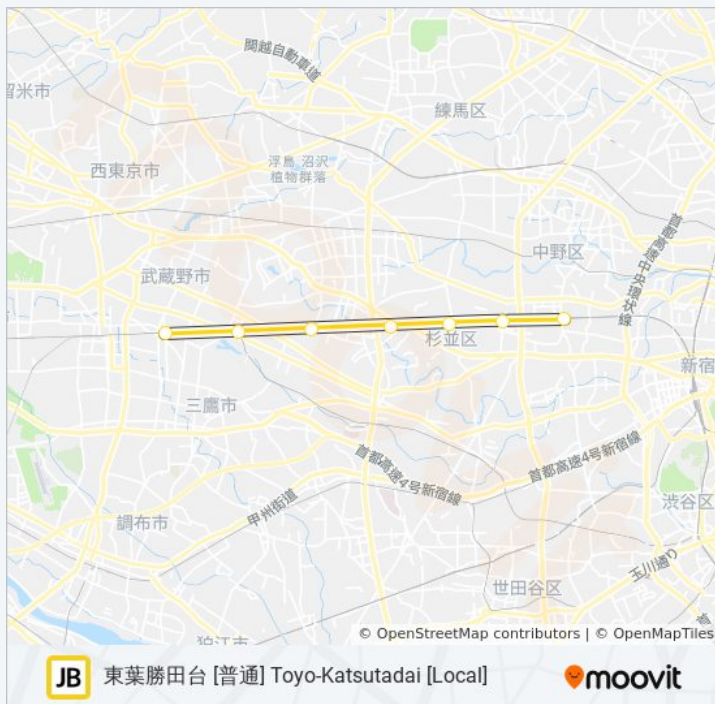 関越自動車道
留米市
練馬区
浮島 沼沢
植物群落
西東京市
首都高速中央環状線
中野区
武蔵野市
杉並区
新宿
三鷹市
首都高速4号新宿線
首都高速4号新宿線
渋谷区
甲州街道
調布市
玉川通り
世田谷区
首
狛江市
© OpenStreetMap contributors | © OpenMapTiles
JB 東葉勝田台 [普通] Toyo-Katsutadai [Local] moovit